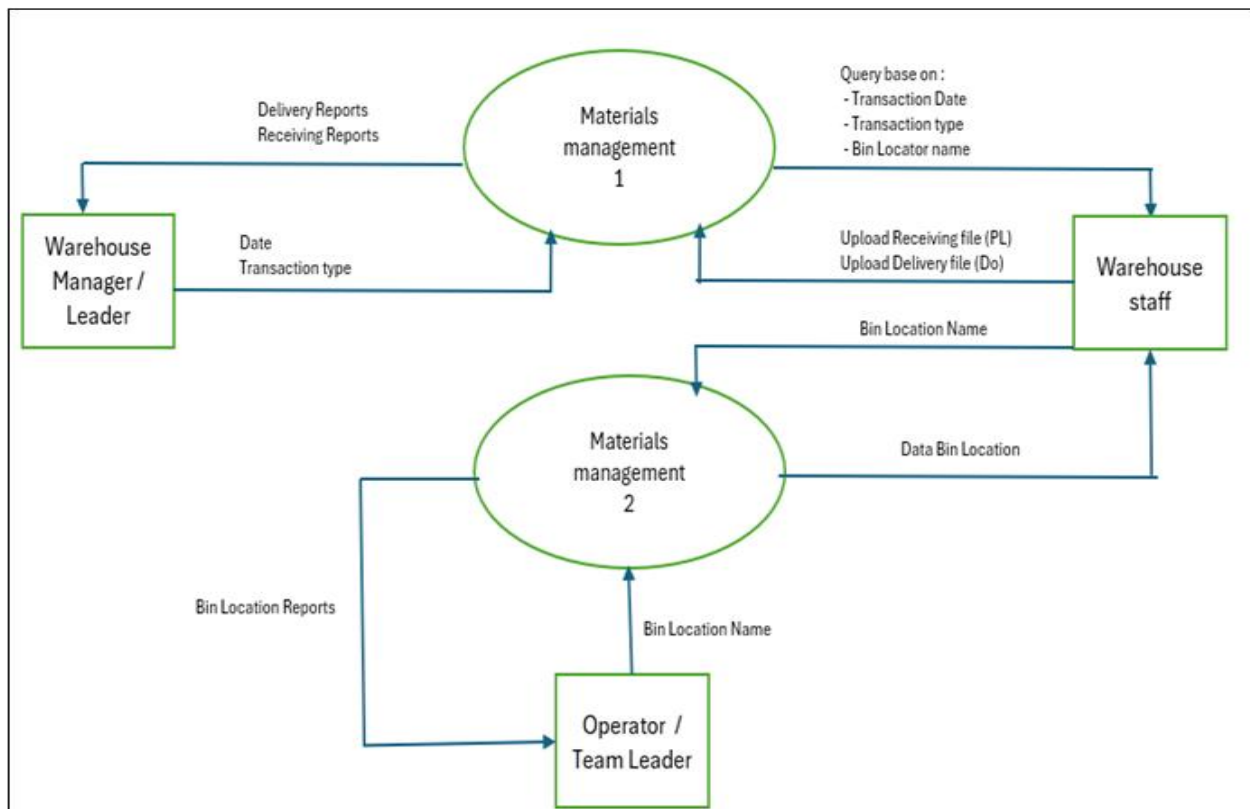 Delivery Reports
Receiving Reports
Materials
management
1
Query base on :
- Transaction Date
- Transaction type
- Bin Locator name
Warehouse
Manager /
Leader
Date
Transaction type
Upload Receiving file (PL)
Upload Delivery file (Do)
Warehouse
staff
Bin Location Name
Materials
management
2
Data Bin Location
Bin Location Reports
Bin Location Name
Operator /
Team Leader